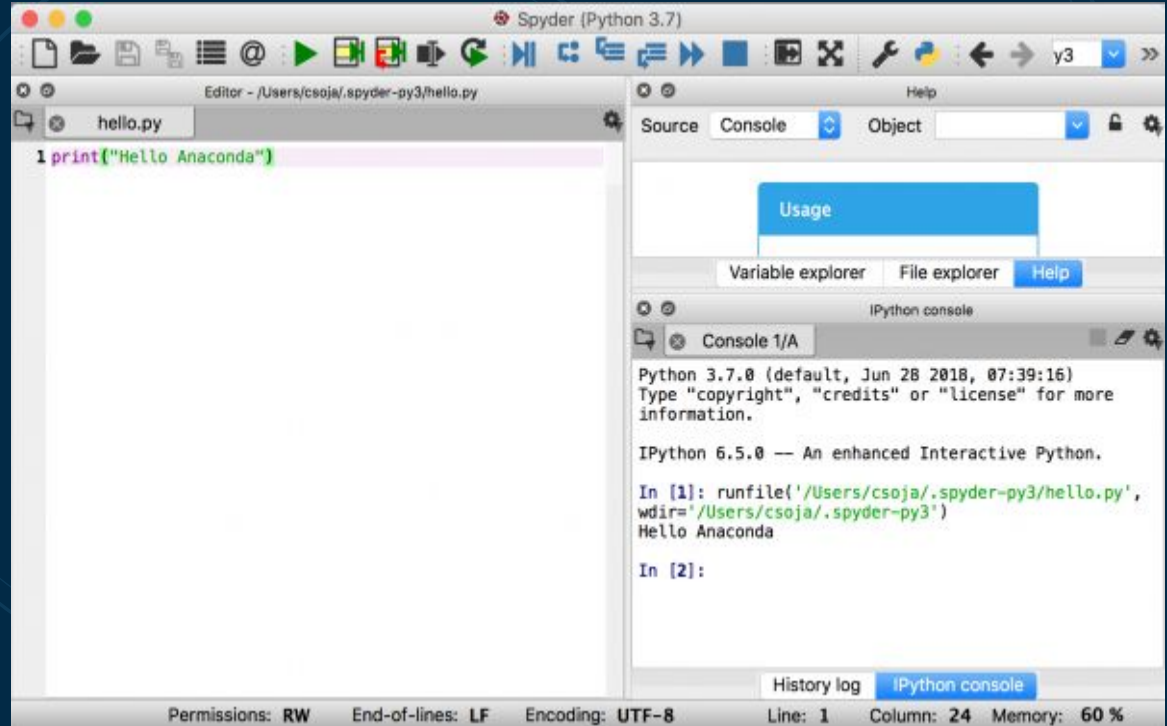 Spyder (Python 3.7)
@
y3
Editor - /Users/csoja/.spyder-py3/hello.py
hello.py
1 print("Hello Anaconda")
Help
Source Console Object
Usage
Variable explorer File explorer Help
IPython console
Console 1/A
Python 3.7.0 (default, Jun 28 2018, 07:39:16)
Type "copyright", "credits" or "license" for more
information.
IPython 6.5.0 -- An enhanced Interactive Python.
In [1]: runfile('/Users/csoja/.spyder-py3/hello.py',
wdir='/Users/csoja/.spyder-py3')
Hello Anaconda
In [2]:
History log IPython console
Permissions: RW End-of-lines: LF Encoding: UTF-8 Line: 1 Column: 24 Memory: 60 %